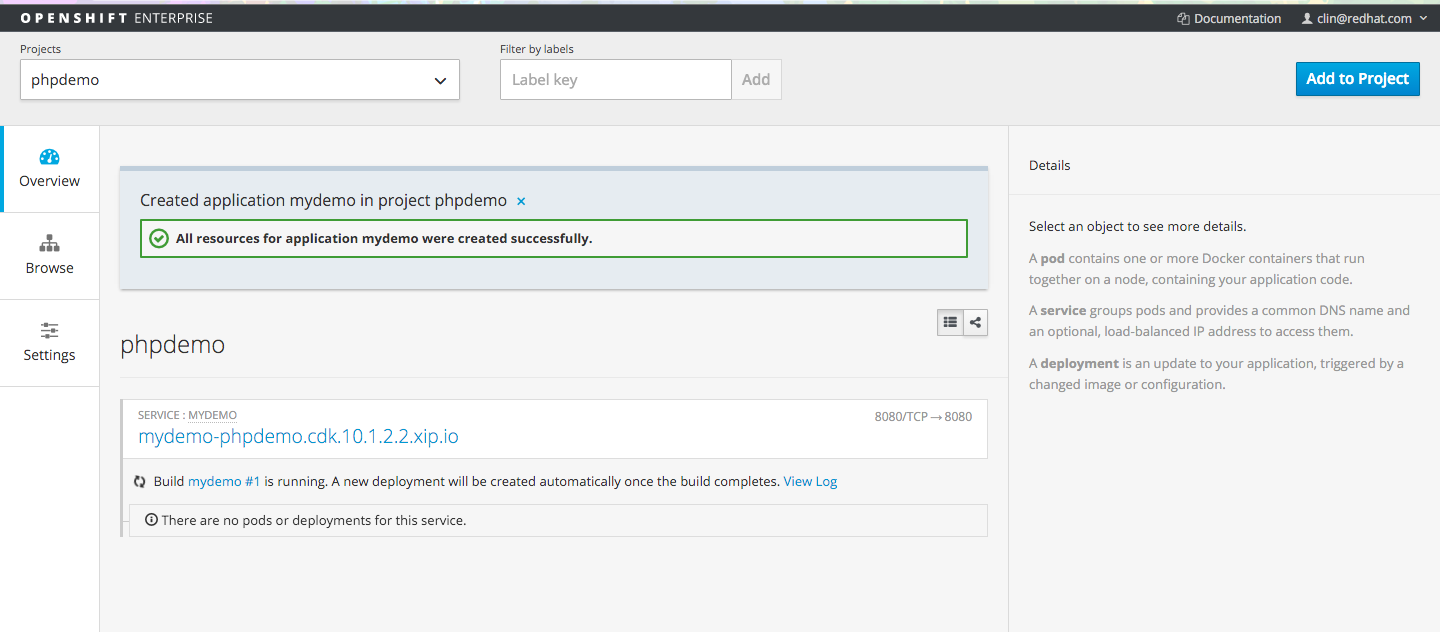 OPENSHIFT ENTERPRISE
Documentation
clin@redhat.com
Projects
phpdemo
Filter by labels
Label key
Add
Add to Project
Overview
Browse
Settings
Created application mydemo in project phpdemo ×
All resources for application mydemo were created successfully.
phpdemo
SERVICE : MYDEMO
8080/TCP → 8080
mydemo-phpdemo.cdk.10.1.2.2.xip.io
Build mydemo #1 is running. A new deployment will be created automatically once the build completes. View Log
There are no pods or deployments for this service.
Details
Select an object to see more details.
A pod contains one or more Docker containers that run
together on a node, containing your application code.
A service groups pods and provides a common DNS name and
an optional, load-balanced IP address to access them.
A deployment is an update to your application, triggered by a
changed image or configuration.